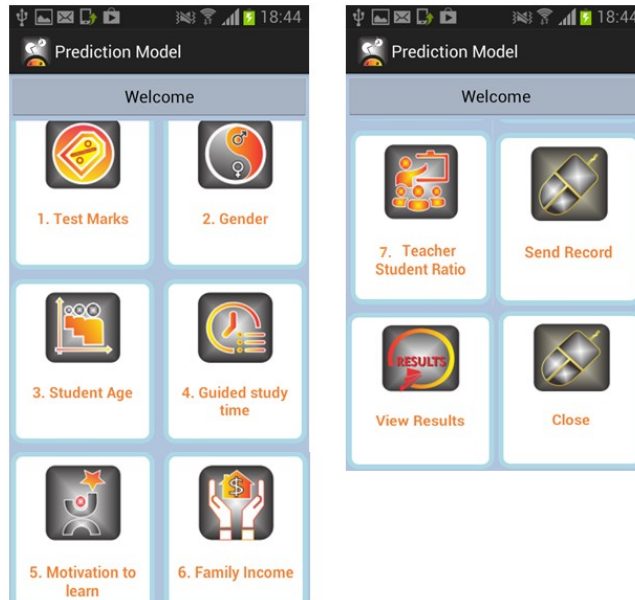 18:44
Prediction Model
Welcome
1. Test Marks
2. Gender
3. Student Age
4. Guided study
time
5. Motivation to
learn
6. Family Income
18:44
Prediction Model
Welcome
7. Teacher
Student Ratio
Send Record
RESULTS
View Results
Close